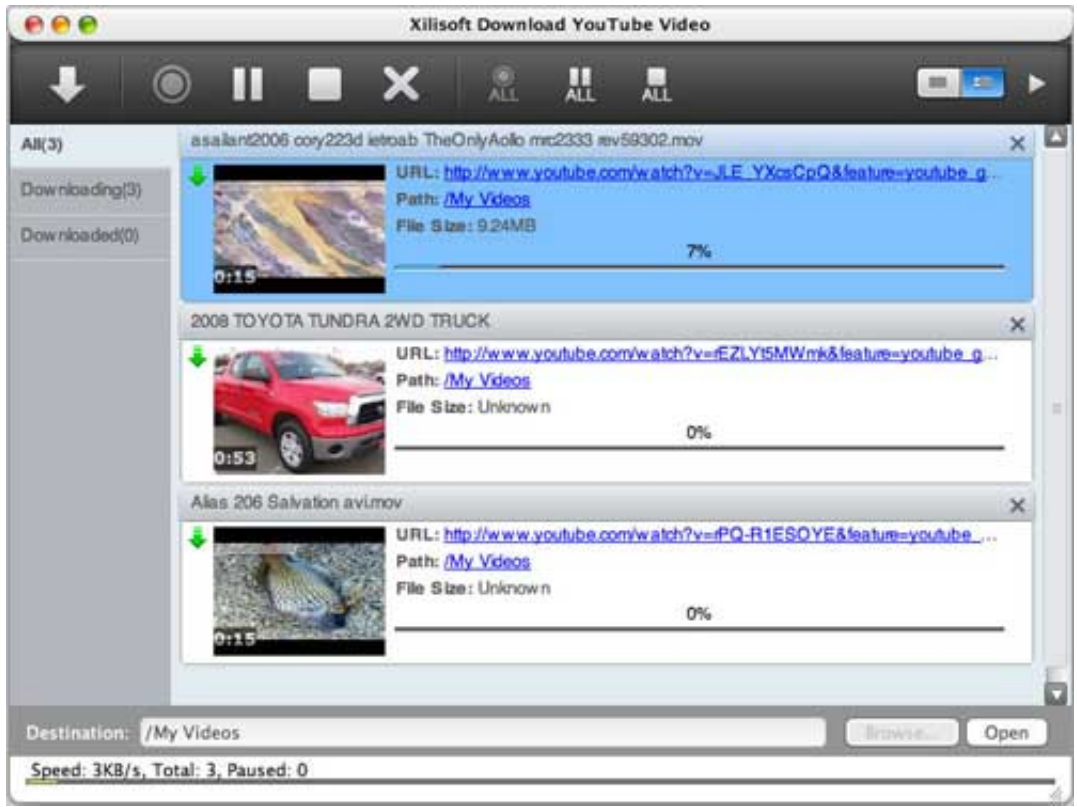 Xilisoft Download YouTube Video
ALL ALL ALL
All(3)
Downloading(3)
Downloaded(0)
asailant2006 cory223d ietroab TheOnlyAollo mrc2333 rev59302.mov
URL: http://www.youtube.com/watch?v=JLE_YXcsCpQ&feature=youtube_g...
Path: /My Videos
File Size: 9.24MB
7%
0:15
2008 TOYOTA TUNDRA 2WD TRUCK
URL: http://www.youtube.com/watch?v=rEZLYt5MWmk&feature=youtube_g...
Path: /My Videos
File Size: Unknown
0%
0:53
Alias 206 Salvation avi.mov
URL: http://www.youtube.com/watch?v=rPQ-R1ESOYE&feature=youtube_...
Path: /My Videos
File Size: Unknown
0%
0:15
Destination: /My Videos
Browse... Open
Speed: 3KB/s, Total: 3, Paused: 0